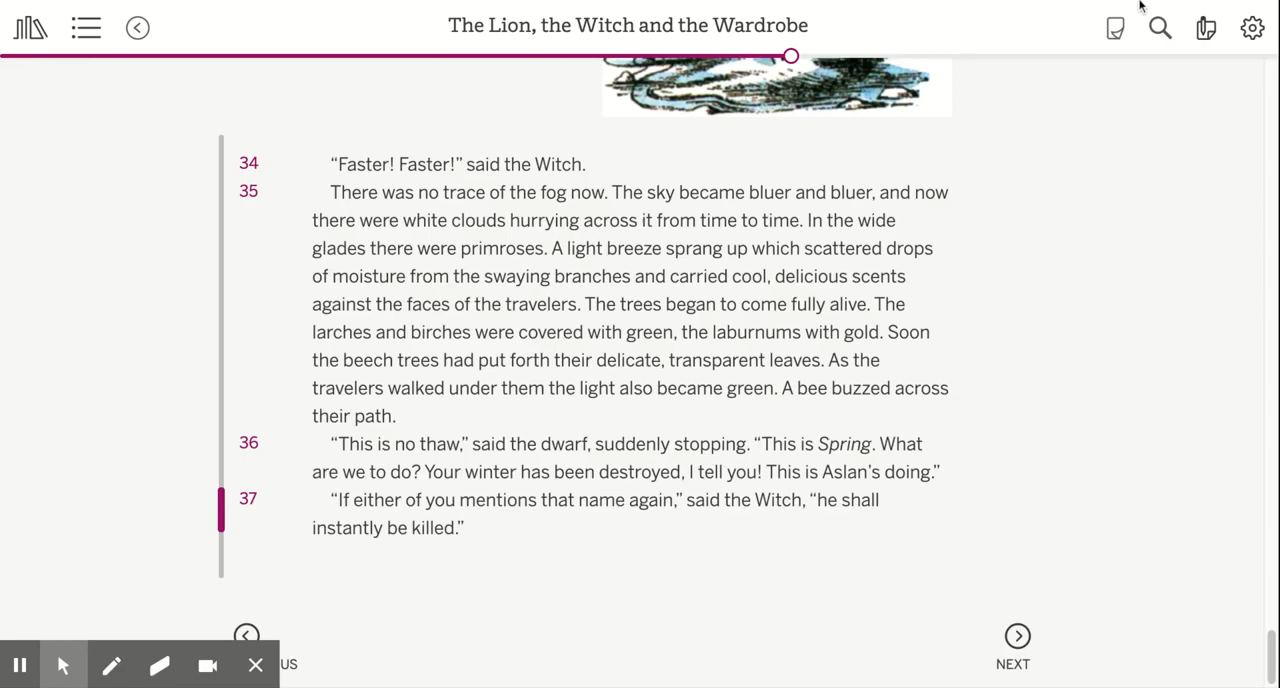 The Lion, the Witch and the Wardrobe
34 “Faster! Faster!” said the Witch.
35 There was no trace of the fog now. The sky became bluer and bluer, and now
there were white clouds hurrying across it from time to time. In the wide
glades there were primroses. A light breeze sprang up which scattered drops
of moisture from the swaying branches and carried cool, delicious scents
against the faces of the travelers. The trees began to come fully alive. The
larches and birches were covered with green, the laburnums with gold. Soon
the beech trees had put forth their delicate, transparent leaves. As the
travelers walked under them the light also became green. A bee buzzed across
their path.
36 “This is no thaw,” said the dwarf, suddenly stopping. “This is Spring. What
are we to do? Your winter has been destroyed, I tell you! This is Aslan’s doing.”
37 “If either of you mentions that name again,” said the Witch, “he shall
instantly be killed.”
US
NEXT